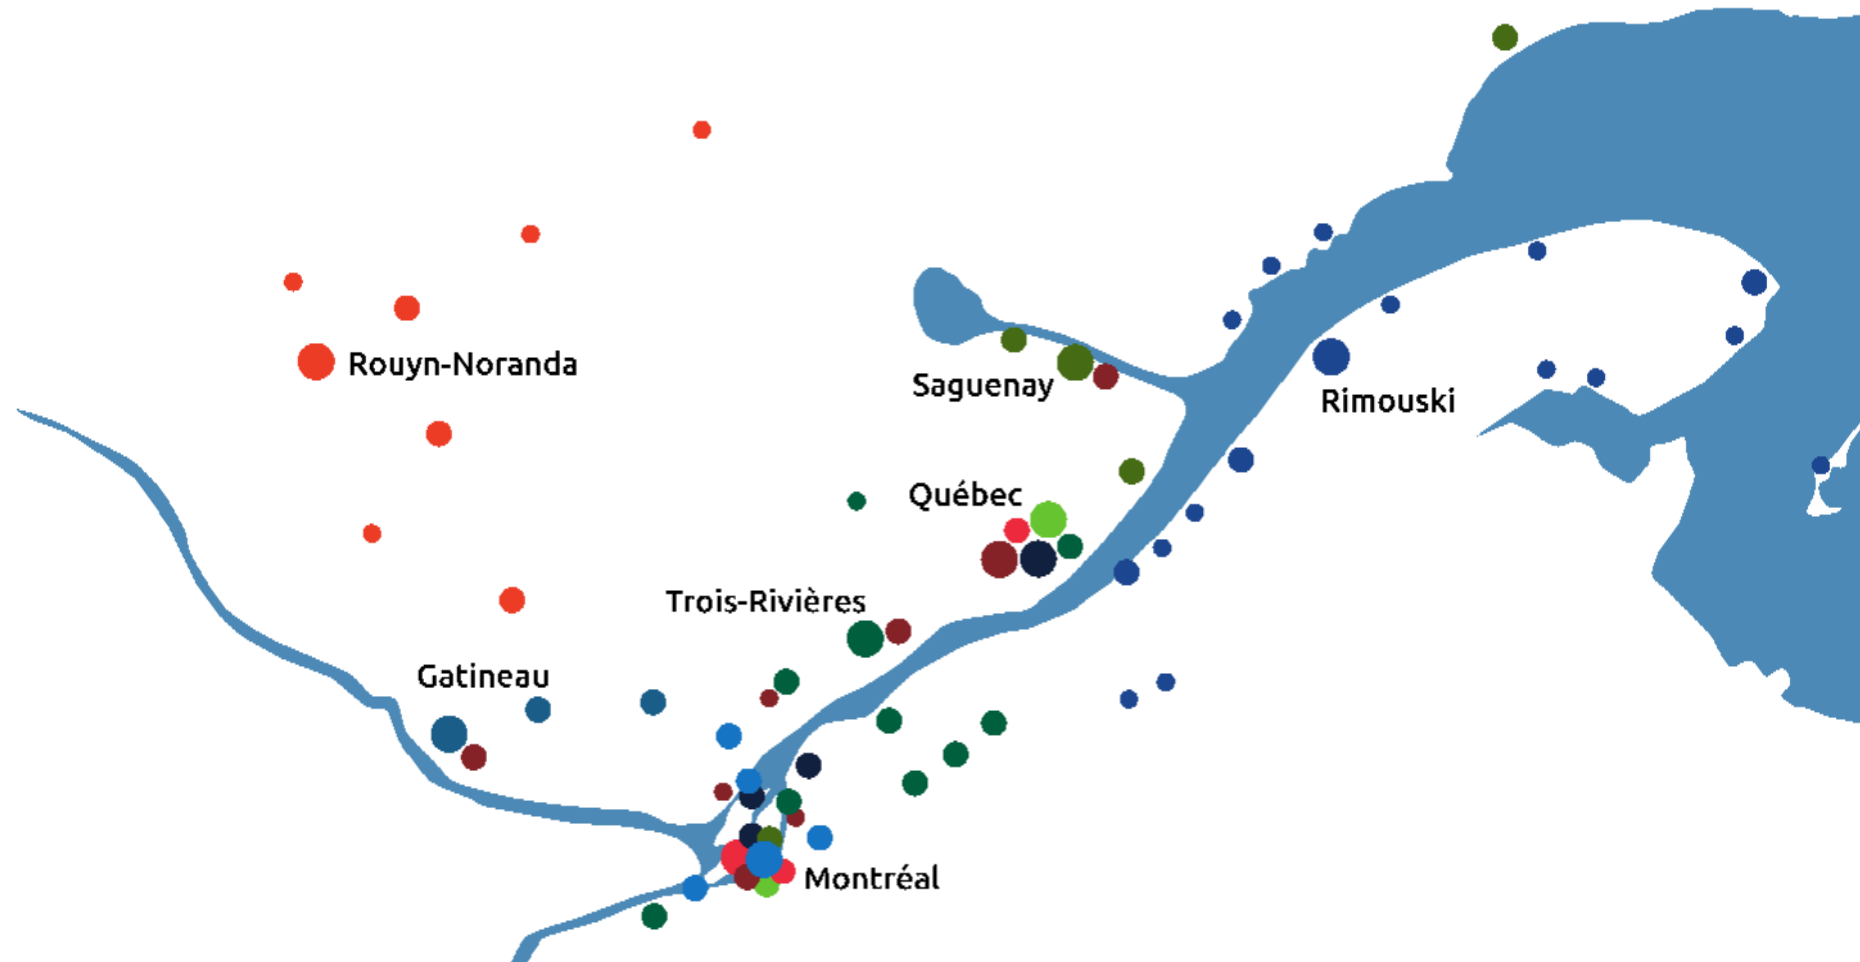 Rouyn-Noranda
Saguenay
Rimouski
Québec
Trois-Rivières
Gatineau
Montréal